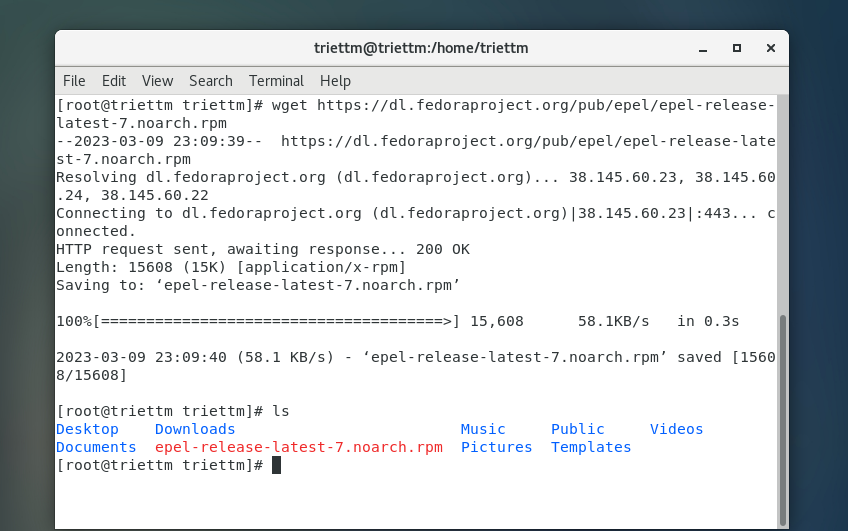 triettm@triettm:/home/triettm
File Edit View Search Terminal Help
[root@triettm triettm]# wget https://dl.fedoraproject.org/pub/epel/epel-release-
latest-7.noarch.rpm
--2023-03-09 23:09:39--  https://dl.fedoraproject.org/pub/epel/epel-release-late
st-7.noarch.rpm
Resolving dl.fedoraproject.org (dl.fedoraproject.org)... 38.145.60.23, 38.145.60
.24, 38.145.60.22
Connecting to dl.fedoraproject.org (dl.fedoraproject.org)|38.145.60.23|:443... c
onnected.
HTTP request sent, awaiting response... 200 OK
Length: 15608 (15K) [application/x-rpm]
Saving to: ‘epel-release-latest-7.noarch.rpm’
100%[======================================>] 15,608      58.1KB/s   in 0.3s
2023-03-09 23:09:40 (58.1 KB/s) - ‘epel-release-latest-7.noarch.rpm’ saved [1560
8/15608]
[root@triettm triettm]# ls
Desktop    Downloads                         Music     Public     Videos
Documents  epel-release-latest-7.noarch.rpm  Pictures  Templates
[root@triettm triettm]#